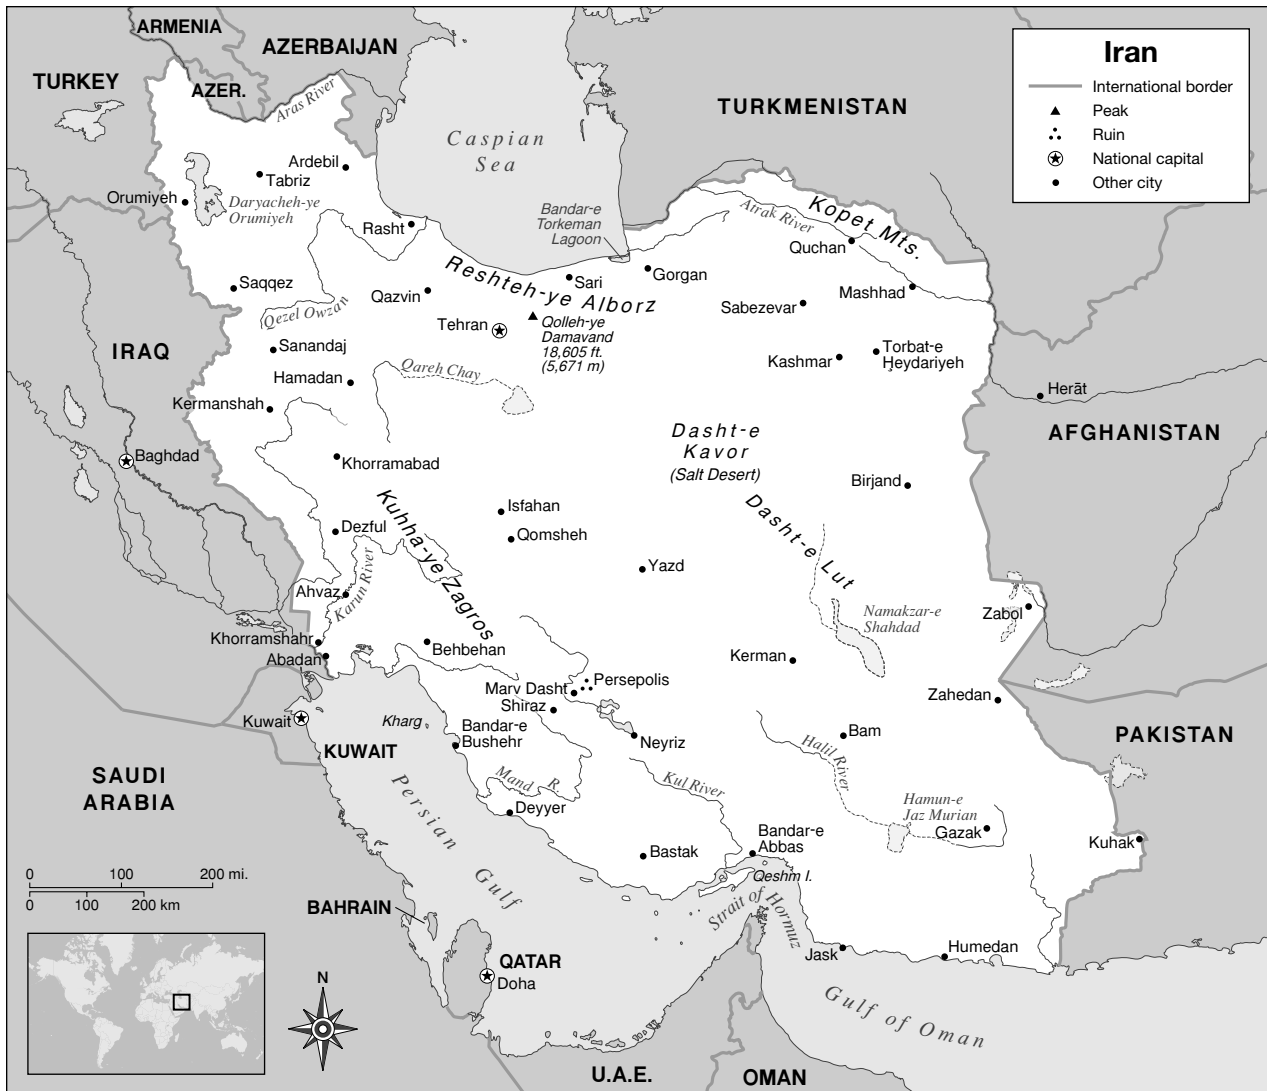 ARMENIA
AZERBAIJAN
TURKEY
AZER.
Aras River
Caspian
Sea
TURKMENISTAN
Iran
International border
Peak
Ruin
National capital
Other city
Ardebil
Tabriz
Orumiyeh
Daryacheh-ye
Orumiyeh
Rasht
Bandar-e
Torkeman
Lagoon
Atrak River
Kopet Mts.
Quchan
Reshteh-ye Alborz
Sari
Gorgan
Mashhad
Saqqez
Qazvin
Sabezevar
Qezel Owzan
Tehran
Qolleh-ye
Damavand
18,605 ft.
(5,671 m)
IRAQ
Sanandaj
Kashmar
Torbat-e
Heydariyeh
Hamadan
Qareh Chay
Herāt
Kermanshah
AFGHANISTAN
Dasht-e
Kavor
(Salt Desert)
Baghdad
Khorramabad
Birjand
Kuhha-ye Zagros
Isfahan
Dasht-e Lut
Dezful
Qomsheh
Yazd
Ahvaz
Karun River
Namakzar-e
Shahdad
Zabol
Khorramshahr
Behbehan
Abadan
Kerman
Persepolis
Marv Dasht
Shiraz
Zahedan
Kuwait
Kharg
Bandar-e
Bushehr
Neyriz
Bam
PAKISTAN
KUWAIT
Halil River
SAUDI
ARABIA
Persian Gulf
Mand R.
Kul River
Hamun-e
Jaz Murian
Deyyer
Gazak
Bandar-e
Abbas
Kuhak
Bastak
0 100 200 mi.
0 100 200 km
Qeshm I.
BAHRAIN
Strait of Hormuz
QATAR
Doha
Jask
Humedan
N
Gulf of Oman
U.A.E.
OMAN